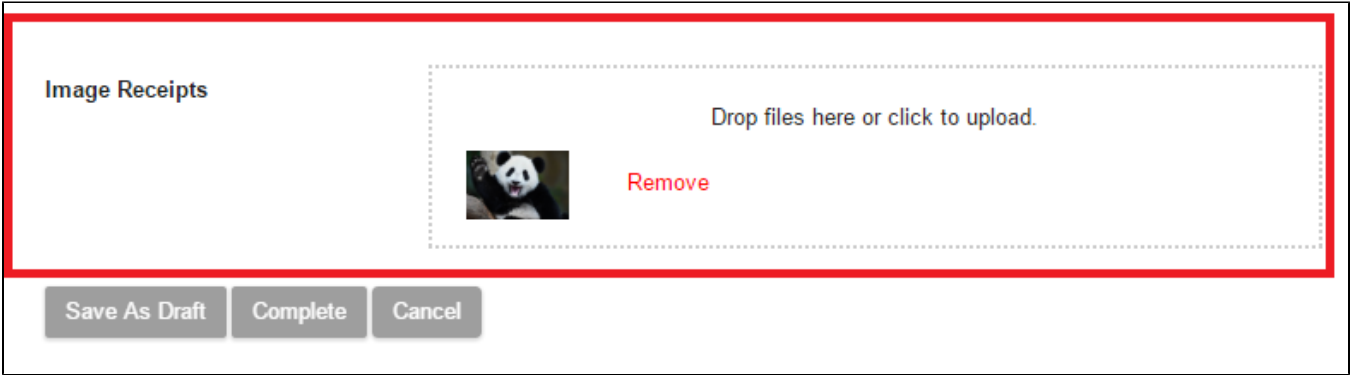 Image Receipts
Drop files here or click to upload.
Remove
Save As Draft Complete Cancel